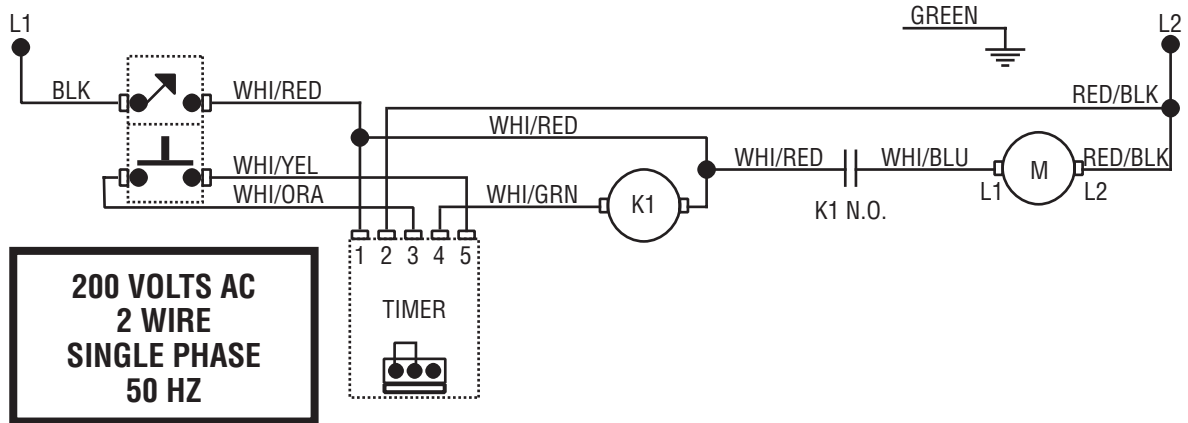 L1
GREEN
L2
BLK
WHI/RED
RED/BLK
WHI/RED
WHI/YEL
WHI/RED
WHI/BLU
RED/BLK
WHI/ORA
WHI/GRN
K1
M
L1
L2
K1 N.O.
1 2 3 4 5
TIMER
200 VOLTS AC
2 WIRE
SINGLE PHASE
50 HZ